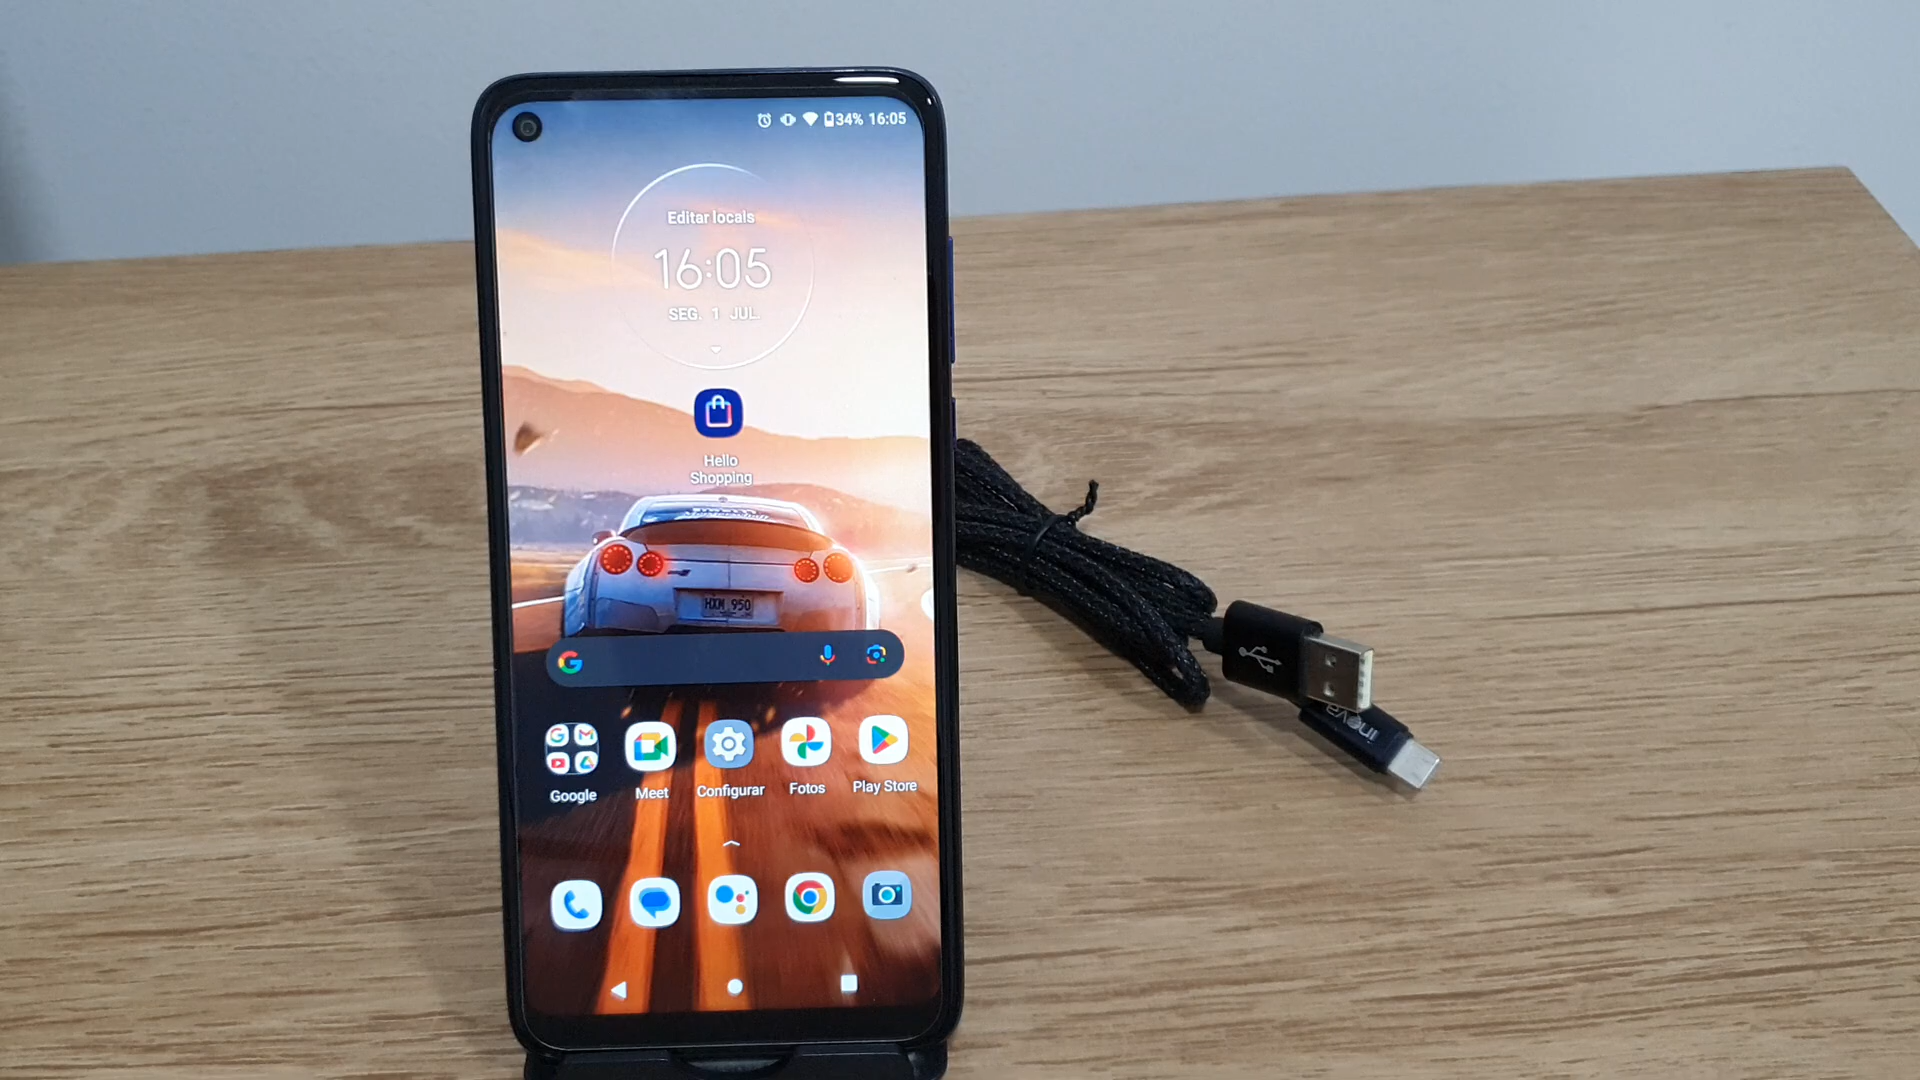 34% 16:05
Editar locais
16:05
SEG. 1 JUL.
Hello
Shopping
HXM 950
Google
Meet
Configurar
Fotos
Play Store
inova